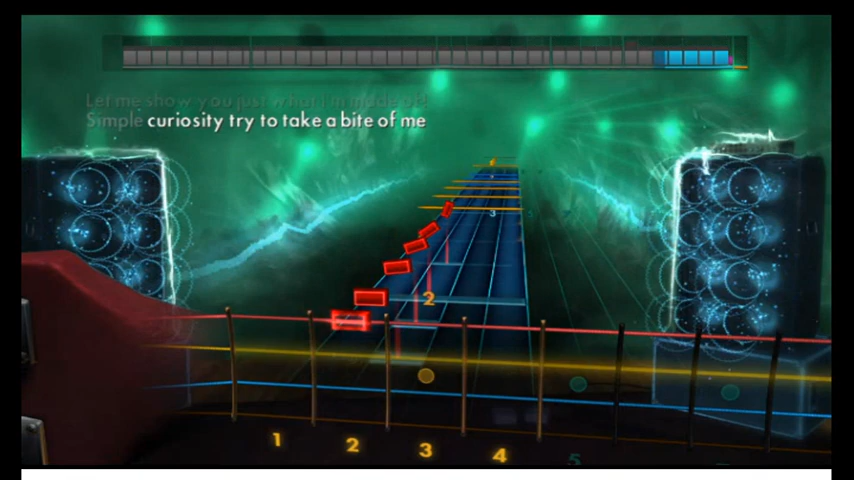 Let me show you just what I'm made of!
Simple curiosity try to take a bite of me
3
2
1 2 3 4 5